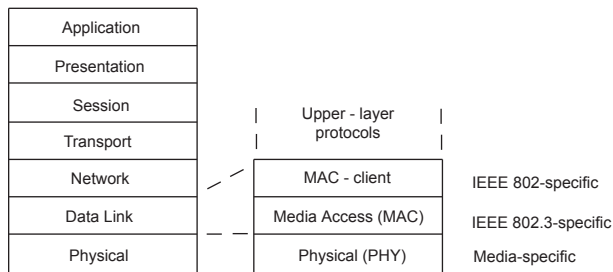 Application
Presentation
Session
Transport
Network
Data Link
Physical
Upper - layer
protocols
MAC - client
Media Access (MAC)
Physical (PHY)
IEEE 802-specific
IEEE 802.3-specific
Media-specific